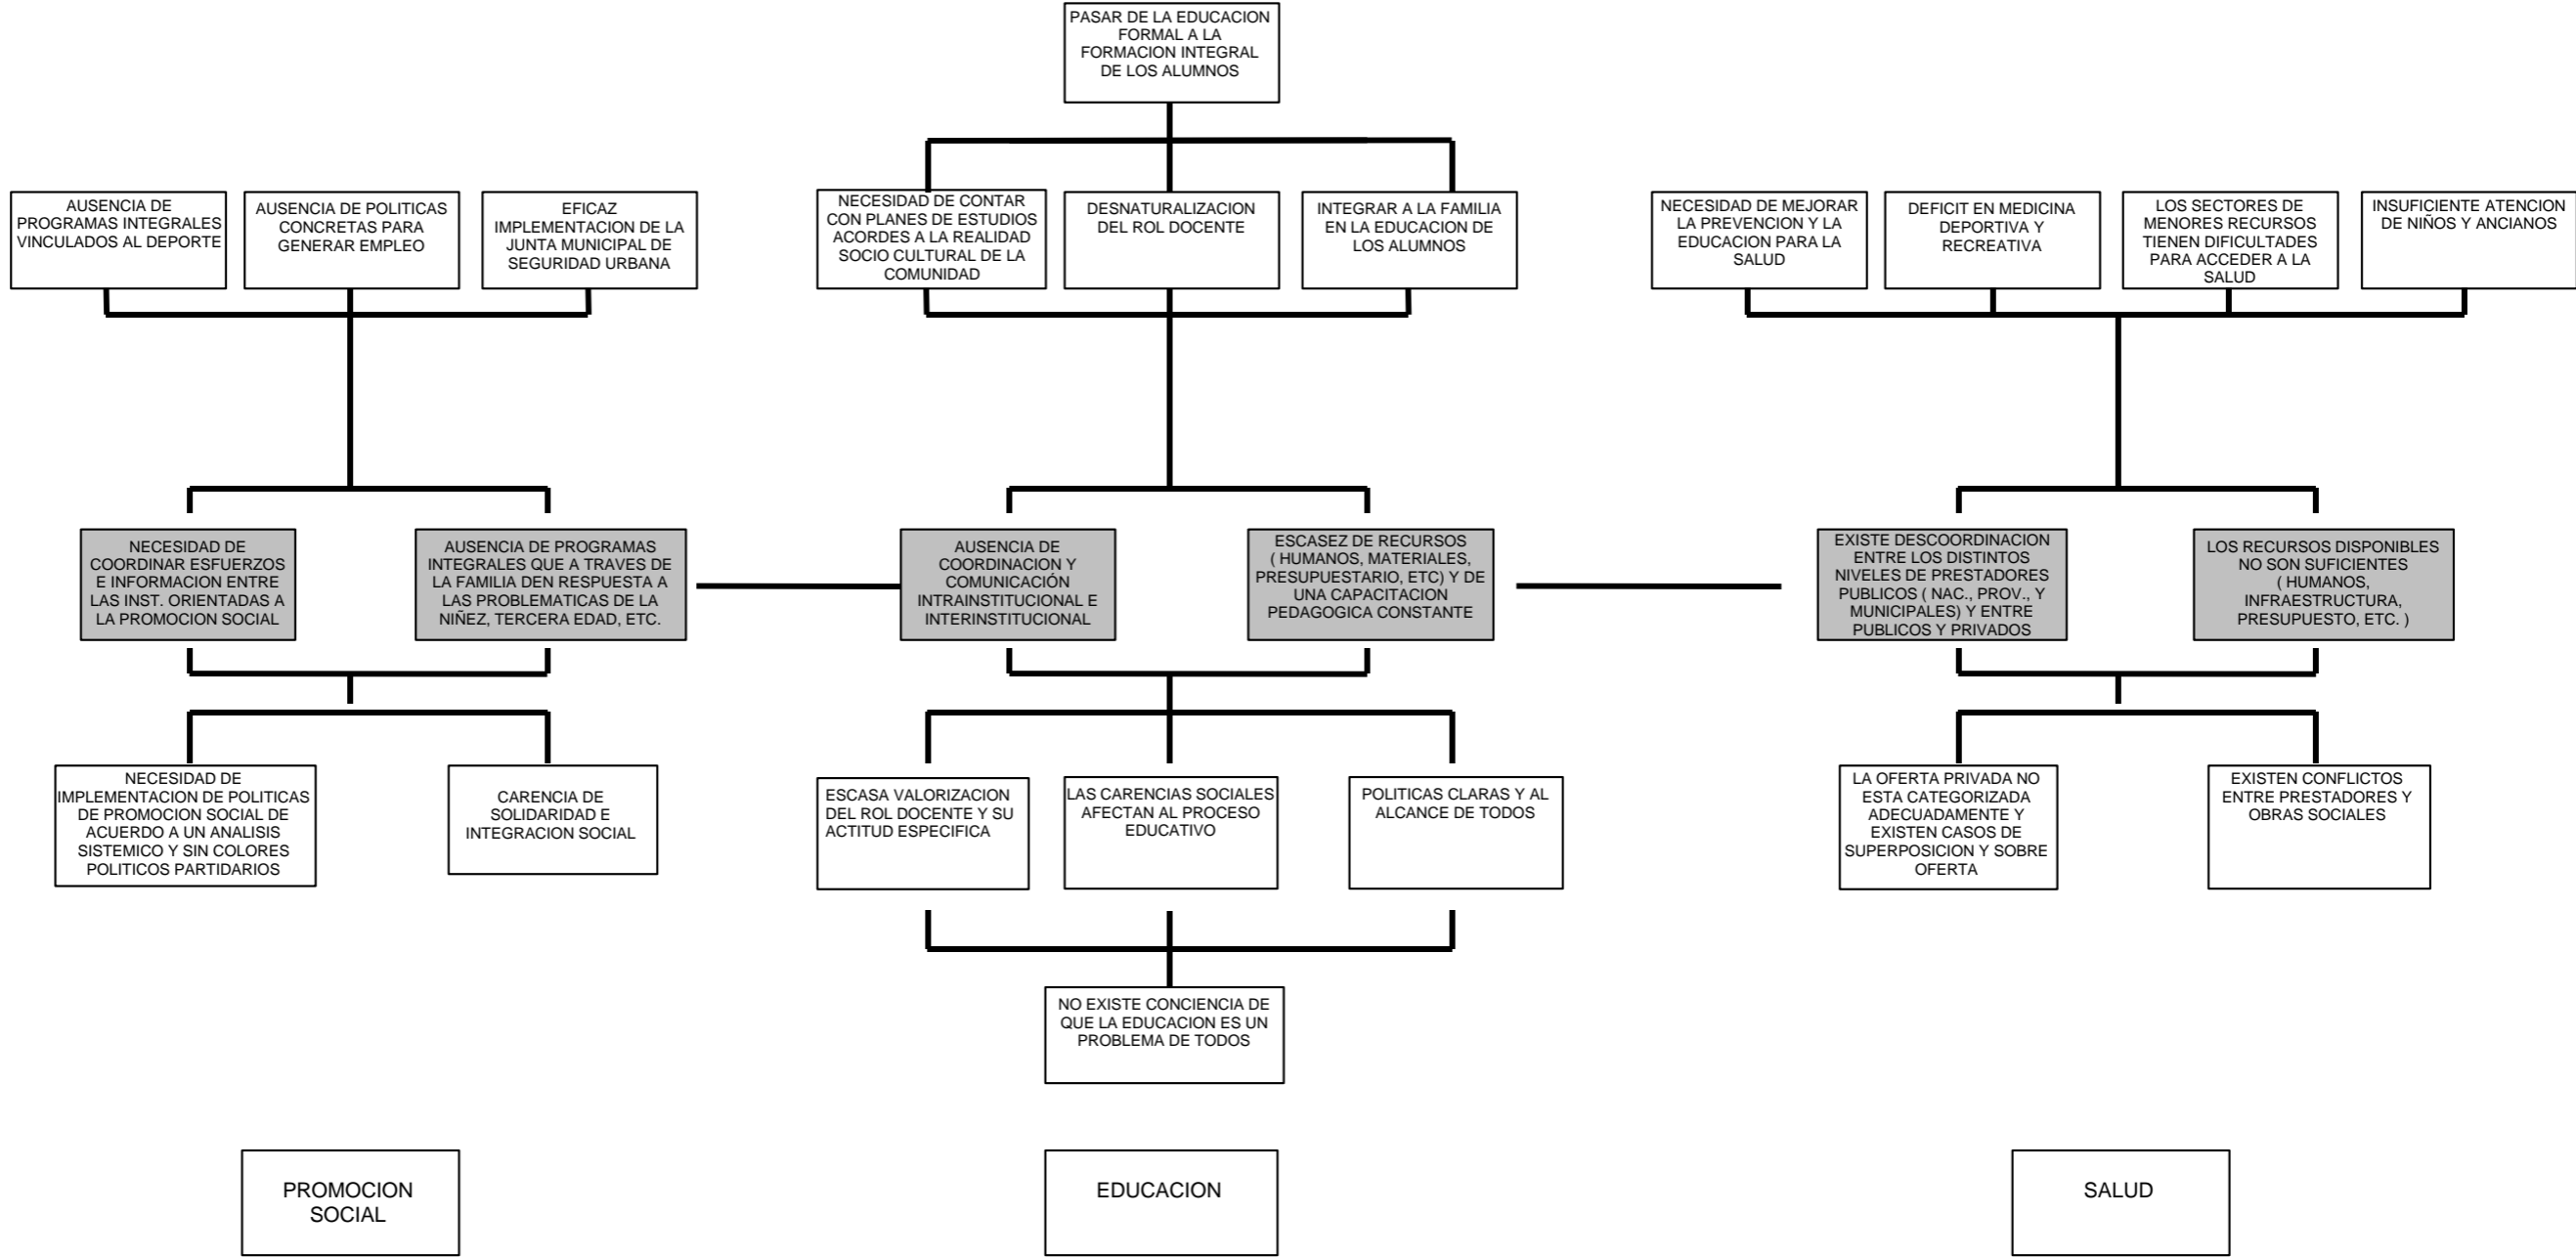 PASAR DE LA EDUCACION
FORMAL A LA
FORMACION INTEGRAL
DE LOS ALUMNOS
AUSENCIA DE
PROGRAMAS INTEGRALES
VINCULADOS AL DEPORTE
AUSENCIA DE POLITICAS
CONCRETAS PARA
GENERAR EMPLEO
EFICAZ
IMPLEMENTACION DE LA
JUNTA MUNICIPAL DE
SEGURIDAD URBANA
NECESIDAD DE CONTAR
CON PLANES DE ESTUDIOS
ACORDES A LA REALIDAD
SOCIO CULTURAL DE LA
COMUNIDAD
DESNATURALIZACION
DEL ROL DOCENTE
INTEGRAR A LA FAMILIA
EN LA EDUCACION DE
LOS ALUMNOS
NECESIDAD DE MEJORAR
LA PREVENCION Y LA
EDUCACION PARA LA
SALUD
DEFICIT EN MEDICINA
DEPORTIVA Y
RECREATIVA
LOS SECTORES DE
MENORES RECURSOS
TIENEN DIFICULTADES
PARA ACCEDER A LA
SALUD
INSUFICIENTE ATENCION
DE NIÑOS Y ANCIANOS
NECESIDAD DE
COORDINAR ESFUERZOS
E INFORMACION ENTRE
LAS INST. ORIENTADAS A
LA PROMOCION SOCIAL
AUSENCIA DE PROGRAMAS
INTEGRALES QUE A TRAVES DE
LA FAMILIA DEN RESPUESTA A
LAS PROBLEMATICAS DE LA
NIÑEZ, TERCERA EDAD, ETC.
AUSENCIA DE
COORDINACION Y
COMUNICACIÓN
INTRAINSTITUCIONAL E
INTERINSTITUCIONAL
ESCASEZ DE RECURSOS
( HUMANOS, MATERIALES,
PRESUPUESTARIO, ETC) Y DE
UNA CAPACITACION
PEDAGOGICA CONSTANTE
EXISTE DESCOORDINACION
ENTRE LOS DISTINTOS
NIVELES DE PRESTADORES
PUBLICOS ( NAC., PROV., Y
MUNICIPALES) Y ENTRE
PUBLICOS Y PRIVADOS
LOS RECURSOS DISPONIBLES
NO SON SUFICIENTES
( HUMANOS,
INFRAESTRUCTURA,
PRESUPUESTO, ETC. )
NECESIDAD DE
IMPLEMENTACION DE POLITICAS
DE PROMOCION SOCIAL DE
ACUERDO A UN ANALISIS
SISTEMICO Y SIN COLORES
POLITICOS PARTIDARIOS
CARENCIA DE
SOLIDARIDAD E
INTEGRACION SOCIAL
ESCASA VALORIZACION
DEL ROL DOCENTE Y SU
ACTITUD ESPECIFICA
LAS CARENCIAS SOCIALES
AFECTAN AL PROCESO
EDUCATIVO
POLITICAS CLARAS Y AL
ALCANCE DE TODOS
LA OFERTA PRIVADA NO
ESTA CATEGORIZADA
ADECUADAMENTE Y
EXISTEN CASOS DE
SUPERPOSICION Y SOBRE
OFERTA
EXISTEN CONFLICTOS
ENTRE PRESTADORES Y
OBRAS SOCIALES
NO EXISTE CONCIENCIA DE
QUE LA EDUCACION ES UN
PROBLEMA DE TODOS
PROMOCION
SOCIAL
EDUCACION
SALUD